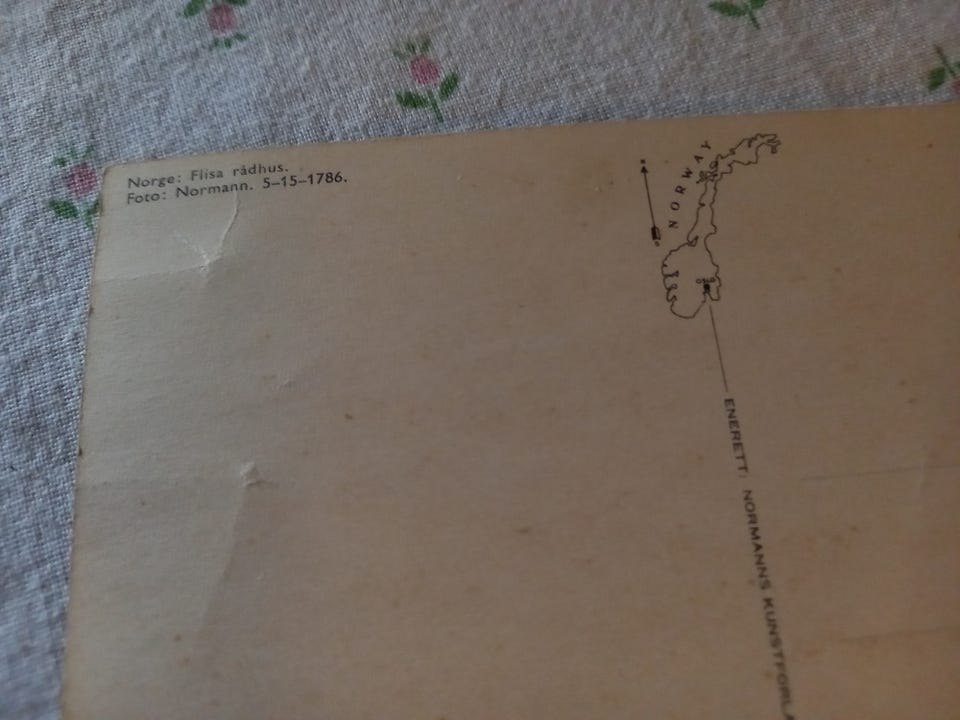 Norge: Flisa rådhus.
Foto: Normann. 5-15-1786.
NORWAY
ENERETT: NORMANNS